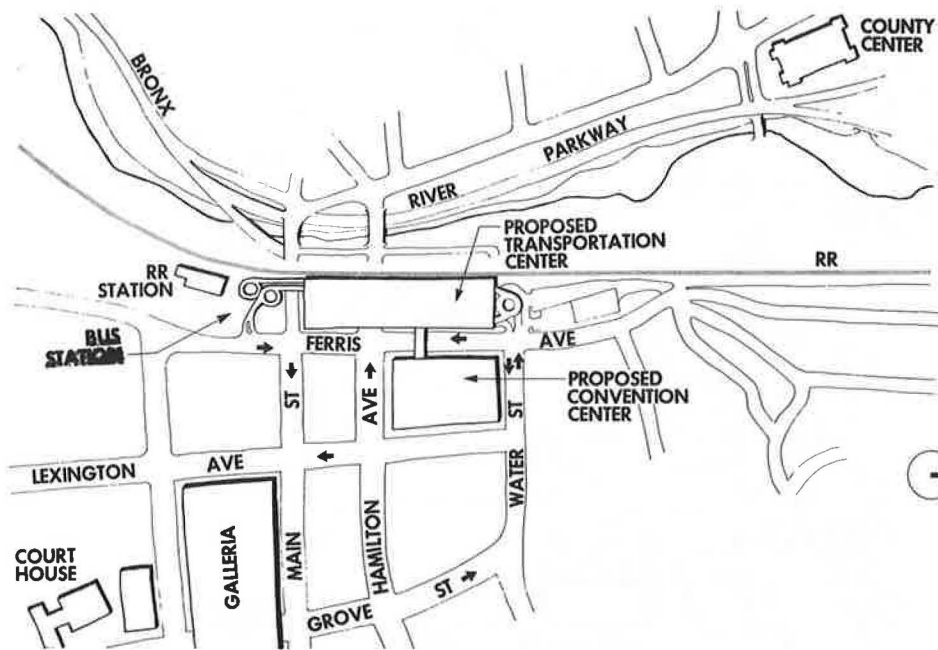 COUNTY
CENTER
BRONX
PARKWAY
RIVER
PROPOSED
TRANSPORTATION
CENTER
RR
STATION
RR
BUS
STATION
FERRIS
AVE
ST
AVE
PROPOSED
CONVENTION
CENTER
ST
LEXINGTON
AVE
WATER
COURT
HOUSE
GALLERIA
MAIN
HAMILTON
GROVE
ST